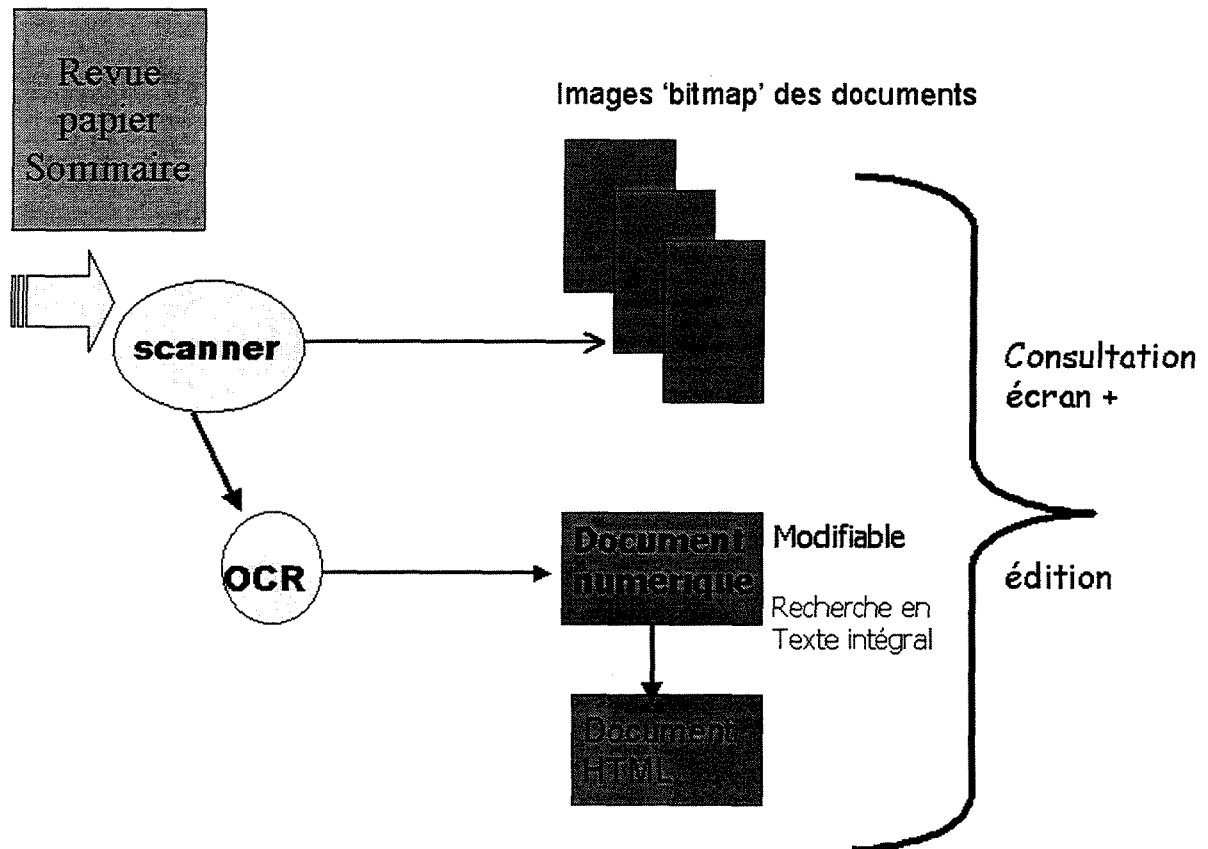 Revue
papier
Sommaire
Images ‘bitmap’ des documents
scanner
Consultation
écran +
OCR
Document
numérique
Modifiable
Recherche en
Texte intégral
édition
Document
HTML